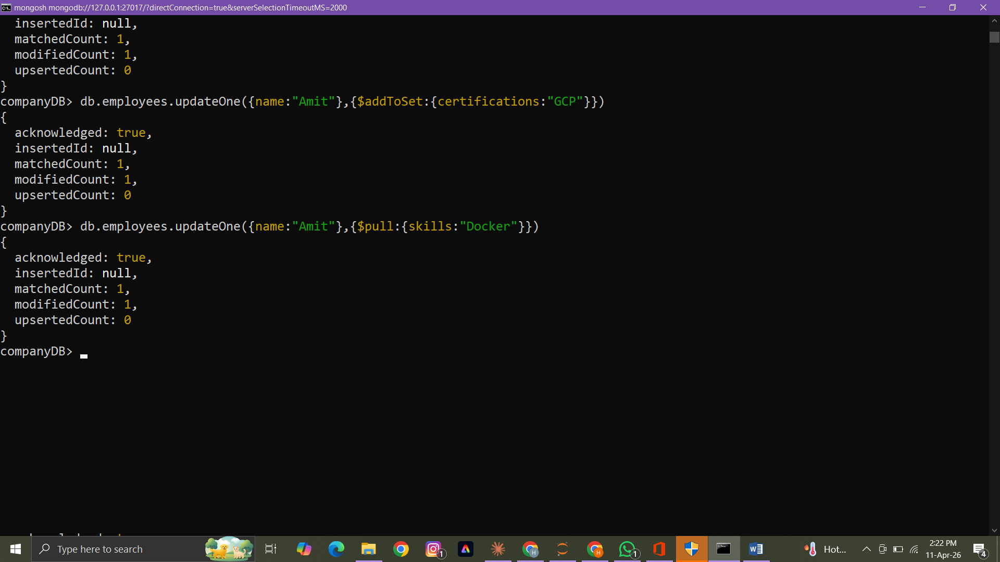 mongosh mongodb://127.0.0.1:27017/?directConnection=true&serverSelectionTimeoutMS=2000
  insertedId: null,
  matchedCount: 1,
  modifiedCount: 1,
  upsertedCount: 0
}
companyDB> db.employees.updateOne({name:"Amit"},{$addToSet:{certifications:"GCP"}})
{
  acknowledged: true,
  insertedId: null,
  matchedCount: 1,
  modifiedCount: 1,
  upsertedCount: 0
}
companyDB> db.employees.updateOne({name:"Amit"},{$pull:{skills:"Docker"}})
{
  acknowledged: true,
  insertedId: null,
  matchedCount: 1,
  modifiedCount: 1,
  upsertedCount: 0
}
companyDB>
Type here to search
1
H
H
1
W
Hot...
2:22 PM
11-Apr-26
4